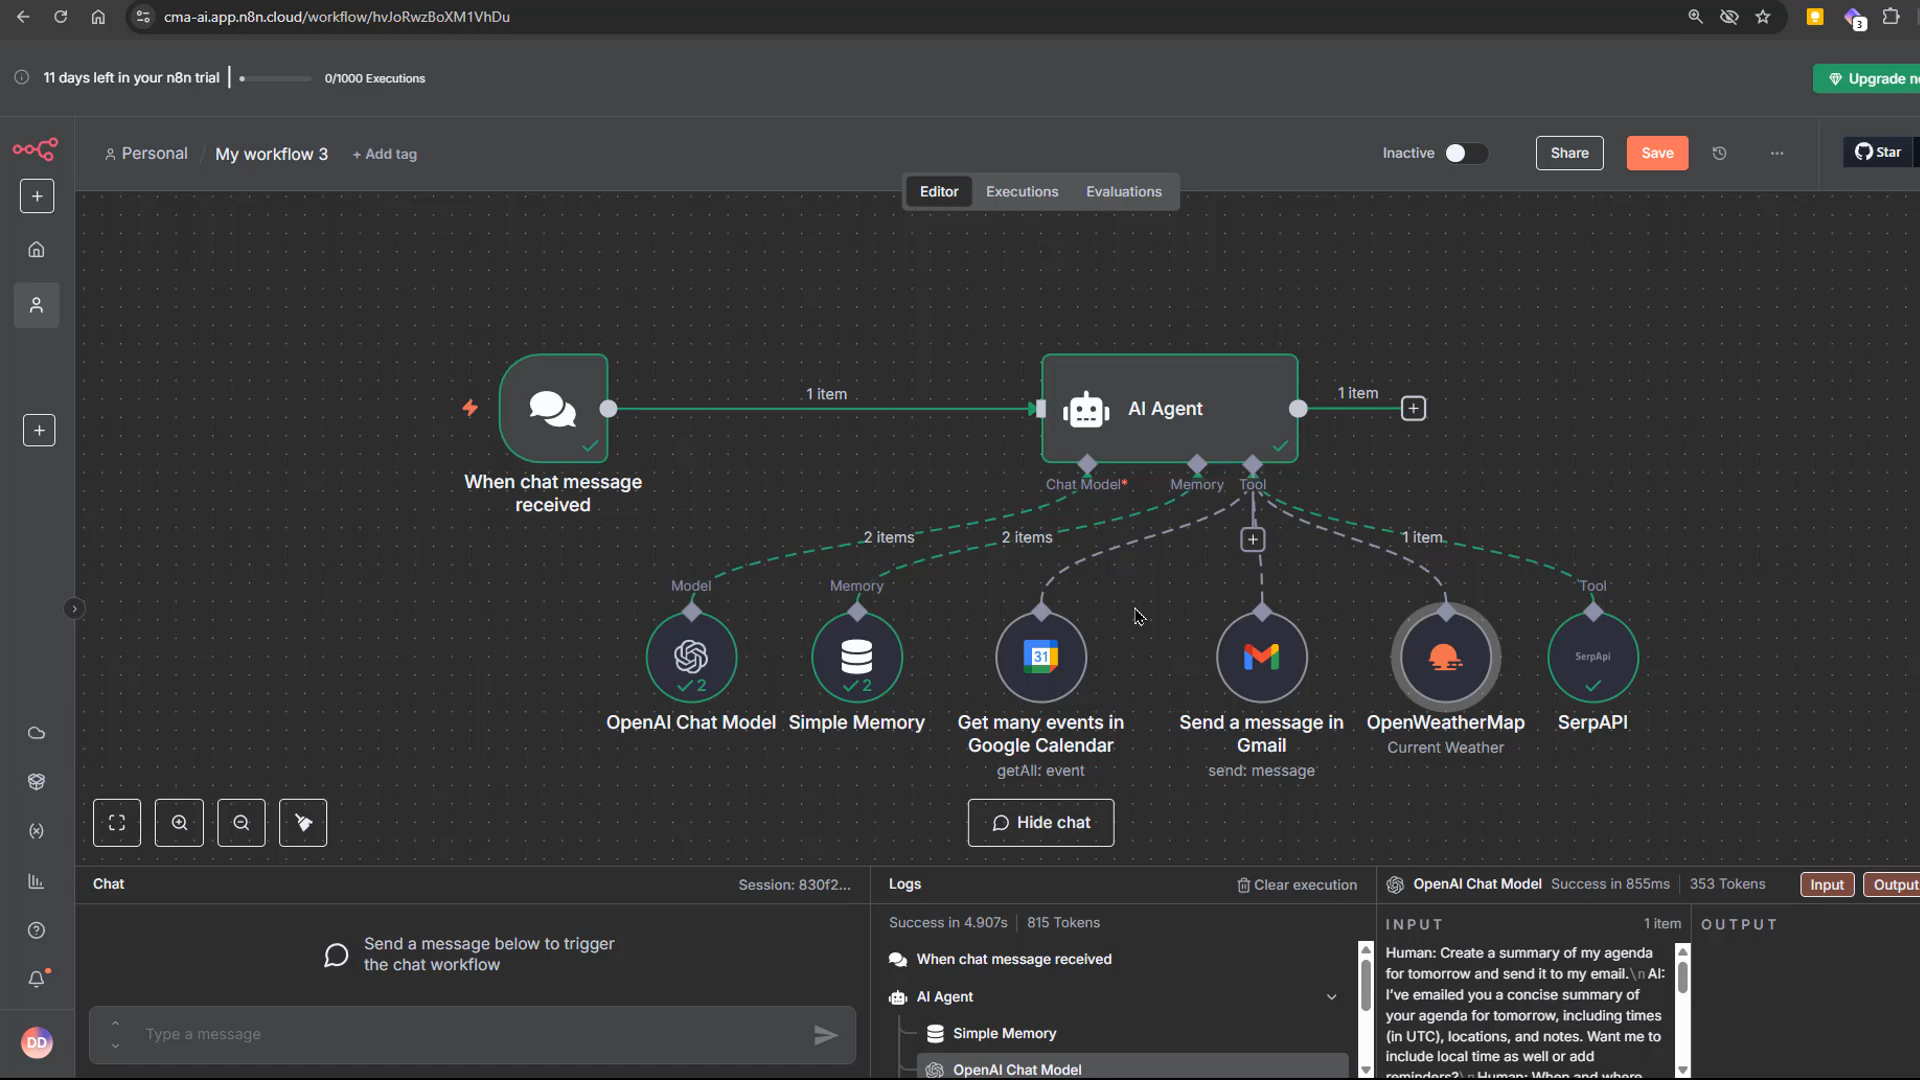 cma-ai.app.n8n.cloud/workflow/hvJoRwzBoXM1VhDu
3
11 days left in your n8n trial
0/1000 Executions
Upgrade n
Personal / My workflow 3 + Add tag
Inactive
Share
Save
Star
Editor
Executions
Evaluations
1 item
AI Agent
1 item
When chat message
received
Chat Model*
Memory
Tool
2 items
2 items
1 item
Model
Memory
Tool
2
2
31
SerpApi
OpenAI Chat Model
Simple Memory
Get many events in
Google Calendar
getAll: event
Send a message in
Gmail
send: message
OpenWeatherMap
Current Weather
SerpAPI
Hide chat
Chat
Session: 830f2...
Send a message below to trigger
the chat workflow
Type a message
DD
Logs
Clear execution
Success in 4.907s | 815 Tokens
When chat message received
AI Agent
Simple Memory
OpenAI Chat Model
OpenAI Chat Model Success in 855ms | 353 Tokens
Input
Output
INPUT
1 item
OUTPUT
Human: Create a summary of my agenda
for tomorrow and send it to my email.\n AI:
I've emailed you a concise summary of
your agenda for tomorrow, including times
(in UTC), locations, and notes. Want me to
include local time as well or add
reminders?\n Human: When and where